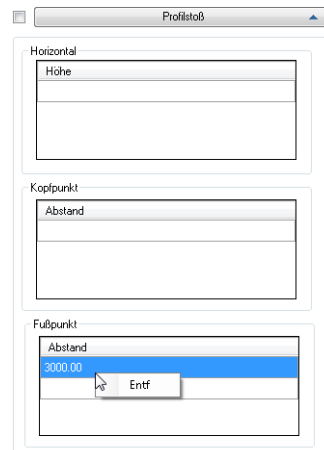 Profilstoß
Horizontal
Höhe
Kopfpunkt
Abstand
Fußpunkt
Abstand
3000.00
Entf